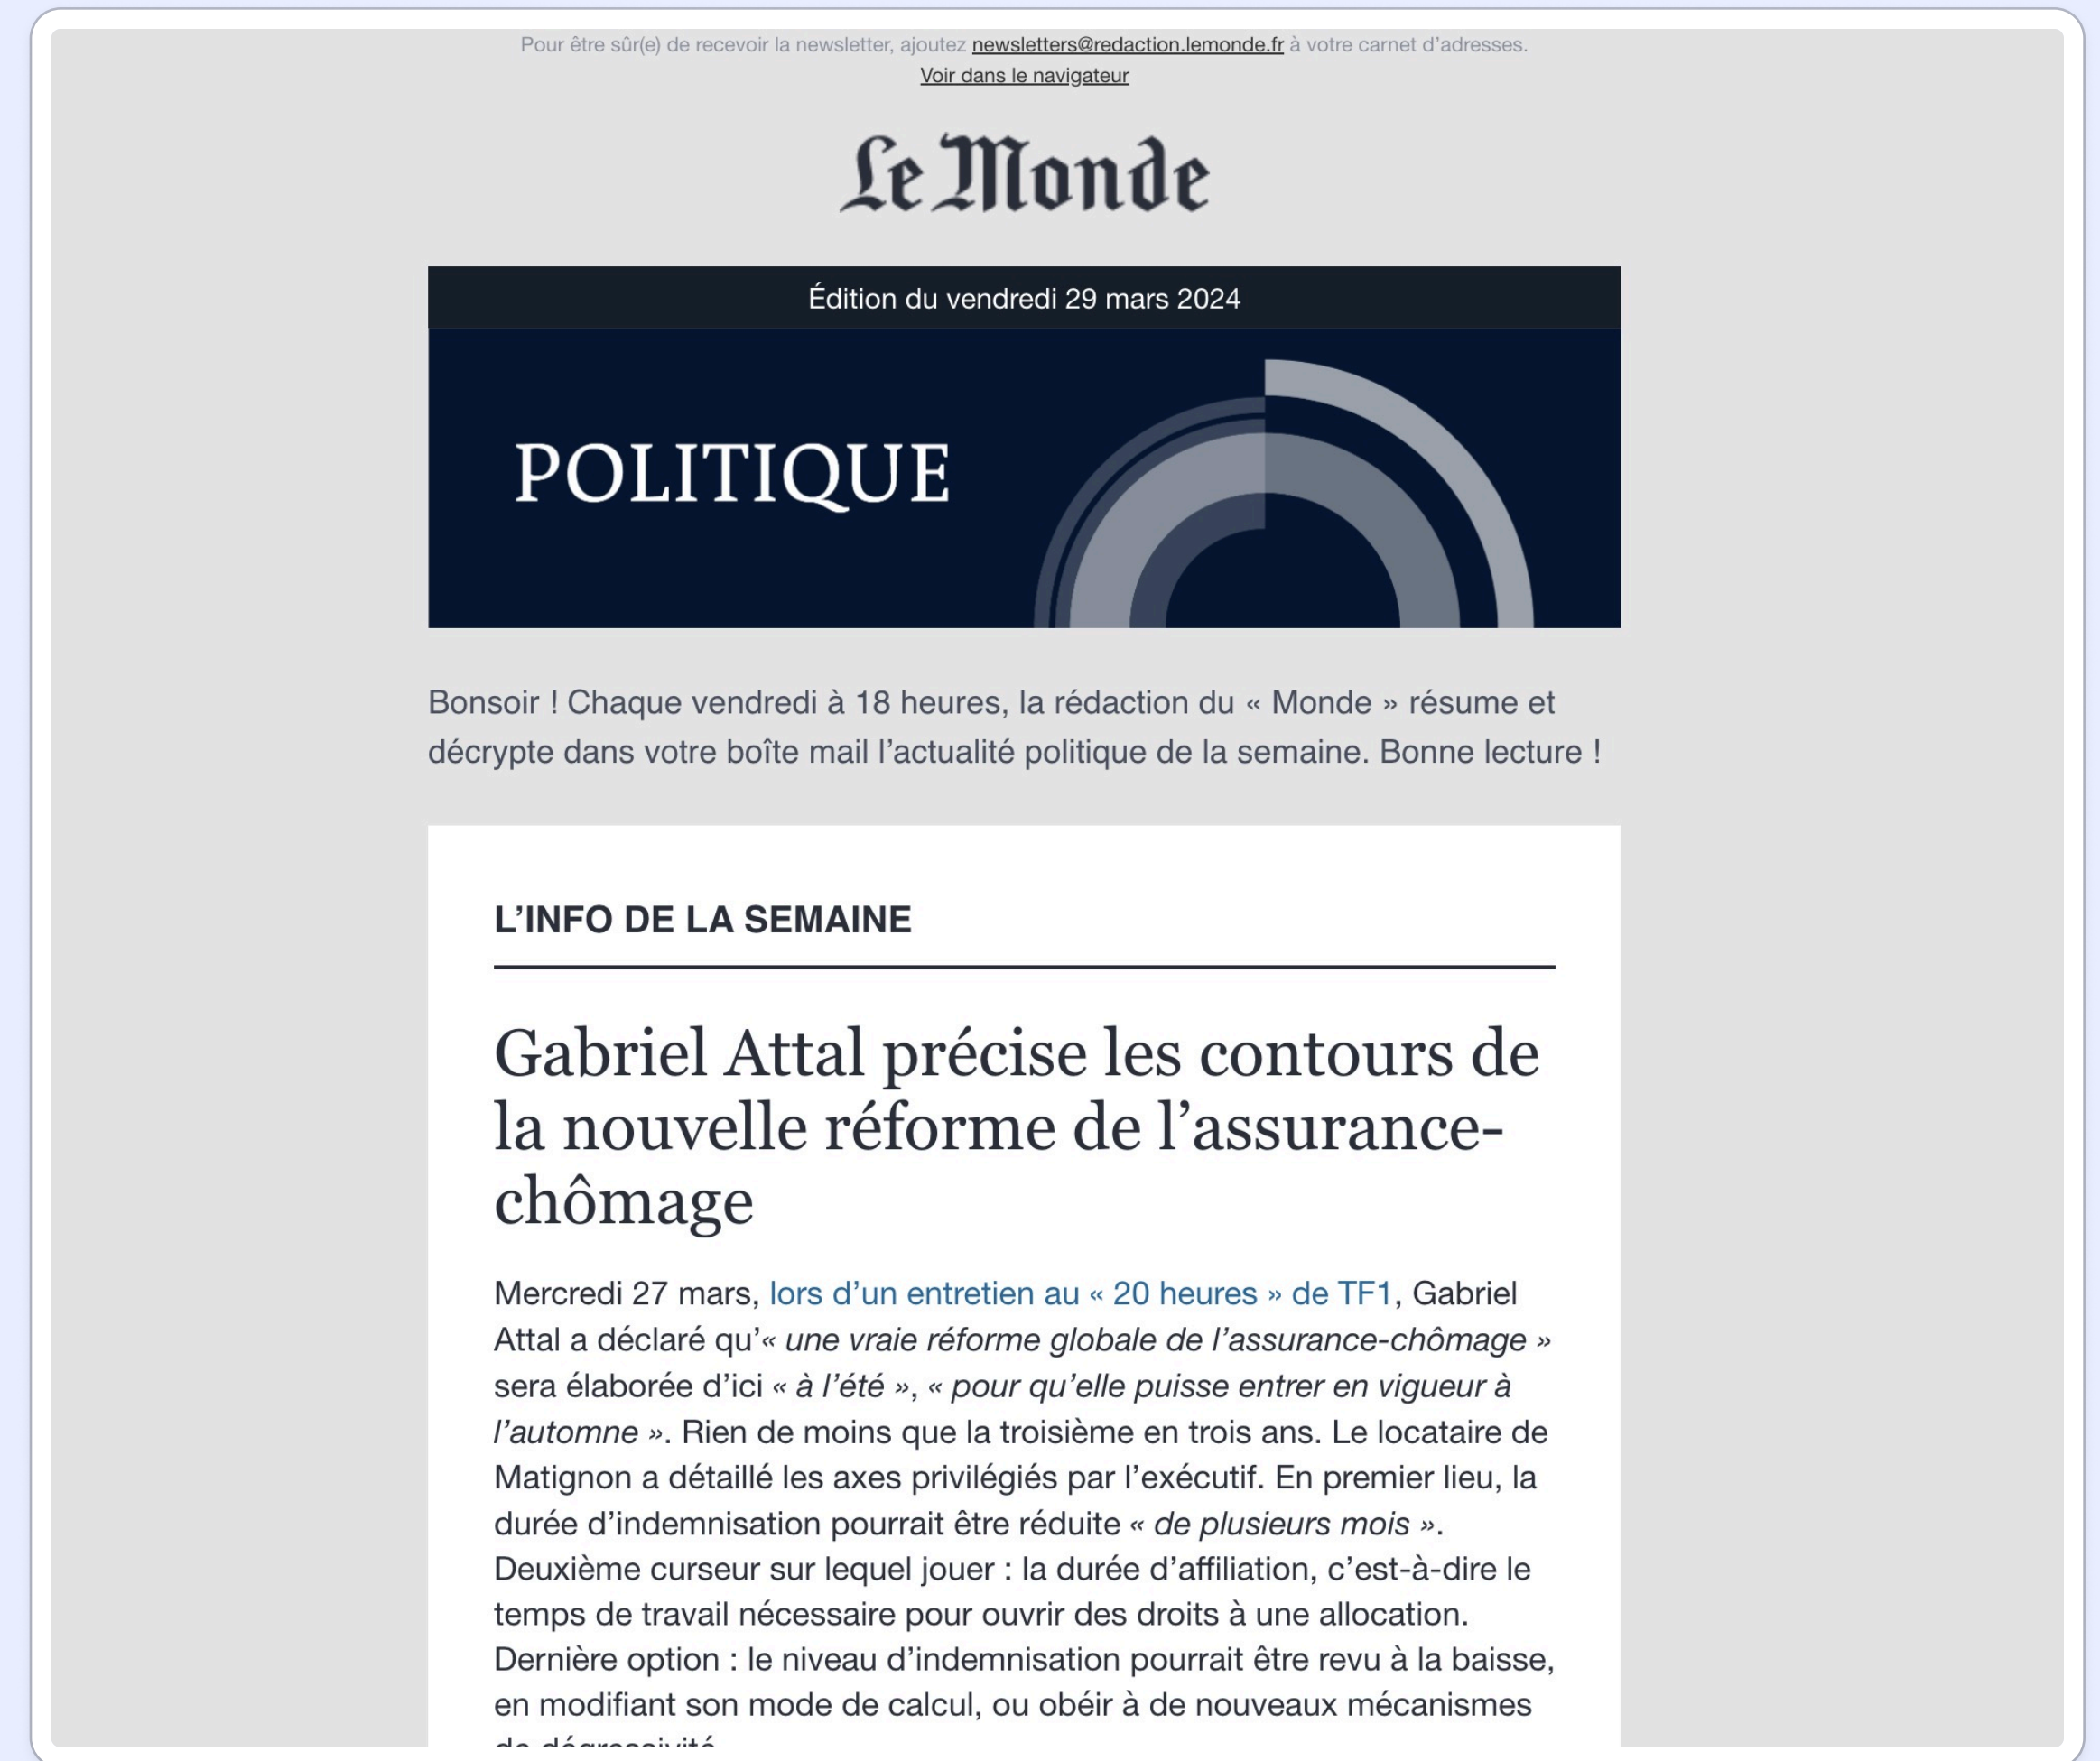 Pour être sûr(e) de recevoir la newsletter, ajoutez newsletters@redaction.lemonde.fr à votre carnet d’adresses.
Voir dans le navigateur
Le Monde
Édition du vendredi 29 mars 2024
POLITIQUE
Bonsoir ! Chaque vendredi à 18 heures, la rédaction du « Monde » résume et
décrypte dans votre boîte mail l’actualité politique de la semaine. Bonne lecture !
L’INFO DE LA SEMAINE
Gabriel Attal précise les contours de
la nouvelle réforme de l’assurance-
chômage
Mercredi 27 mars, lors d’un entretien au « 20 heures » de TF1, Gabriel
Attal a déclaré qu’« une vraie réforme globale de l’assurance-chômage »
sera élaborée d’ici « à l’été », « pour qu’elle puisse entrer en vigueur à
l’automne ». Rien de moins que la troisième en trois ans. Le locataire de
Matignon a détaillé les axes privilégiés par l’exécutif. En premier lieu, la
durée d’indemnisation pourrait être réduite « de plusieurs mois ».
Deuxième curseur sur lequel jouer : la durée d’affiliation, c’est-à-dire le
temps de travail nécessaire pour ouvrir des droits à une allocation.
Dernière option : le niveau d’indemnisation pourrait être revu à la baisse,
en modifiant son mode de calcul, ou obéir à de nouveaux mécanismes
de dégressivité.